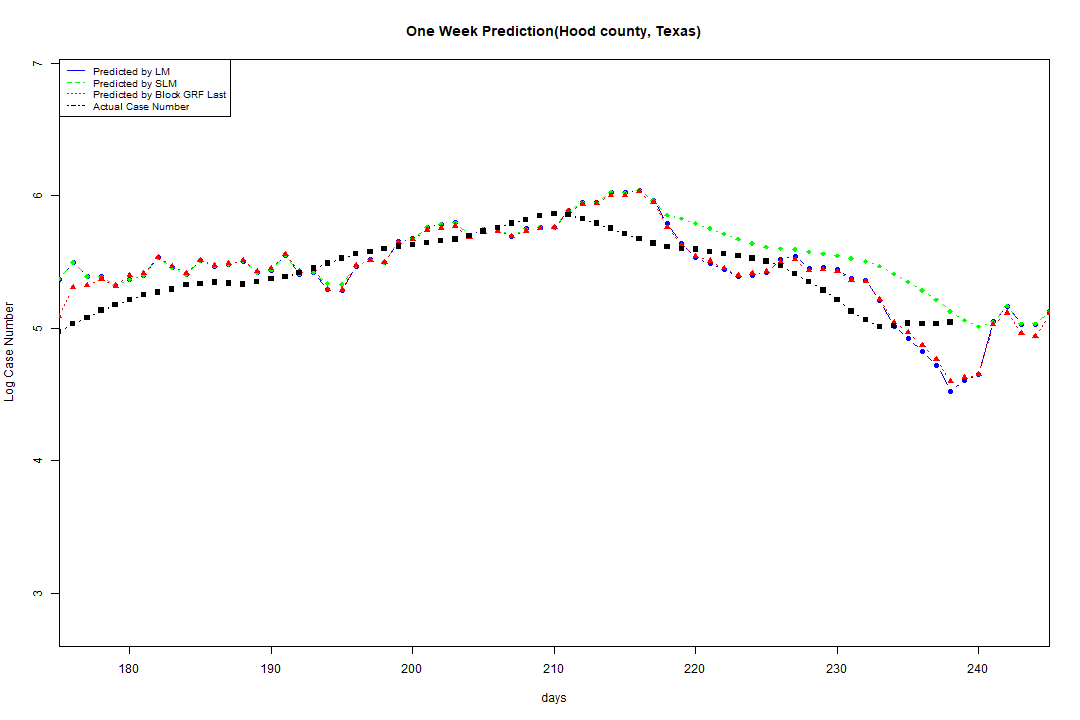 One Week Prediction(Hood county, Texas)
Predicted by LM
Predicted by SLM
Predicted by Block GRF Last
Actual Case Number
7
6
5
4
3
Log Case Number
180 190 200 210 220 230 240
days